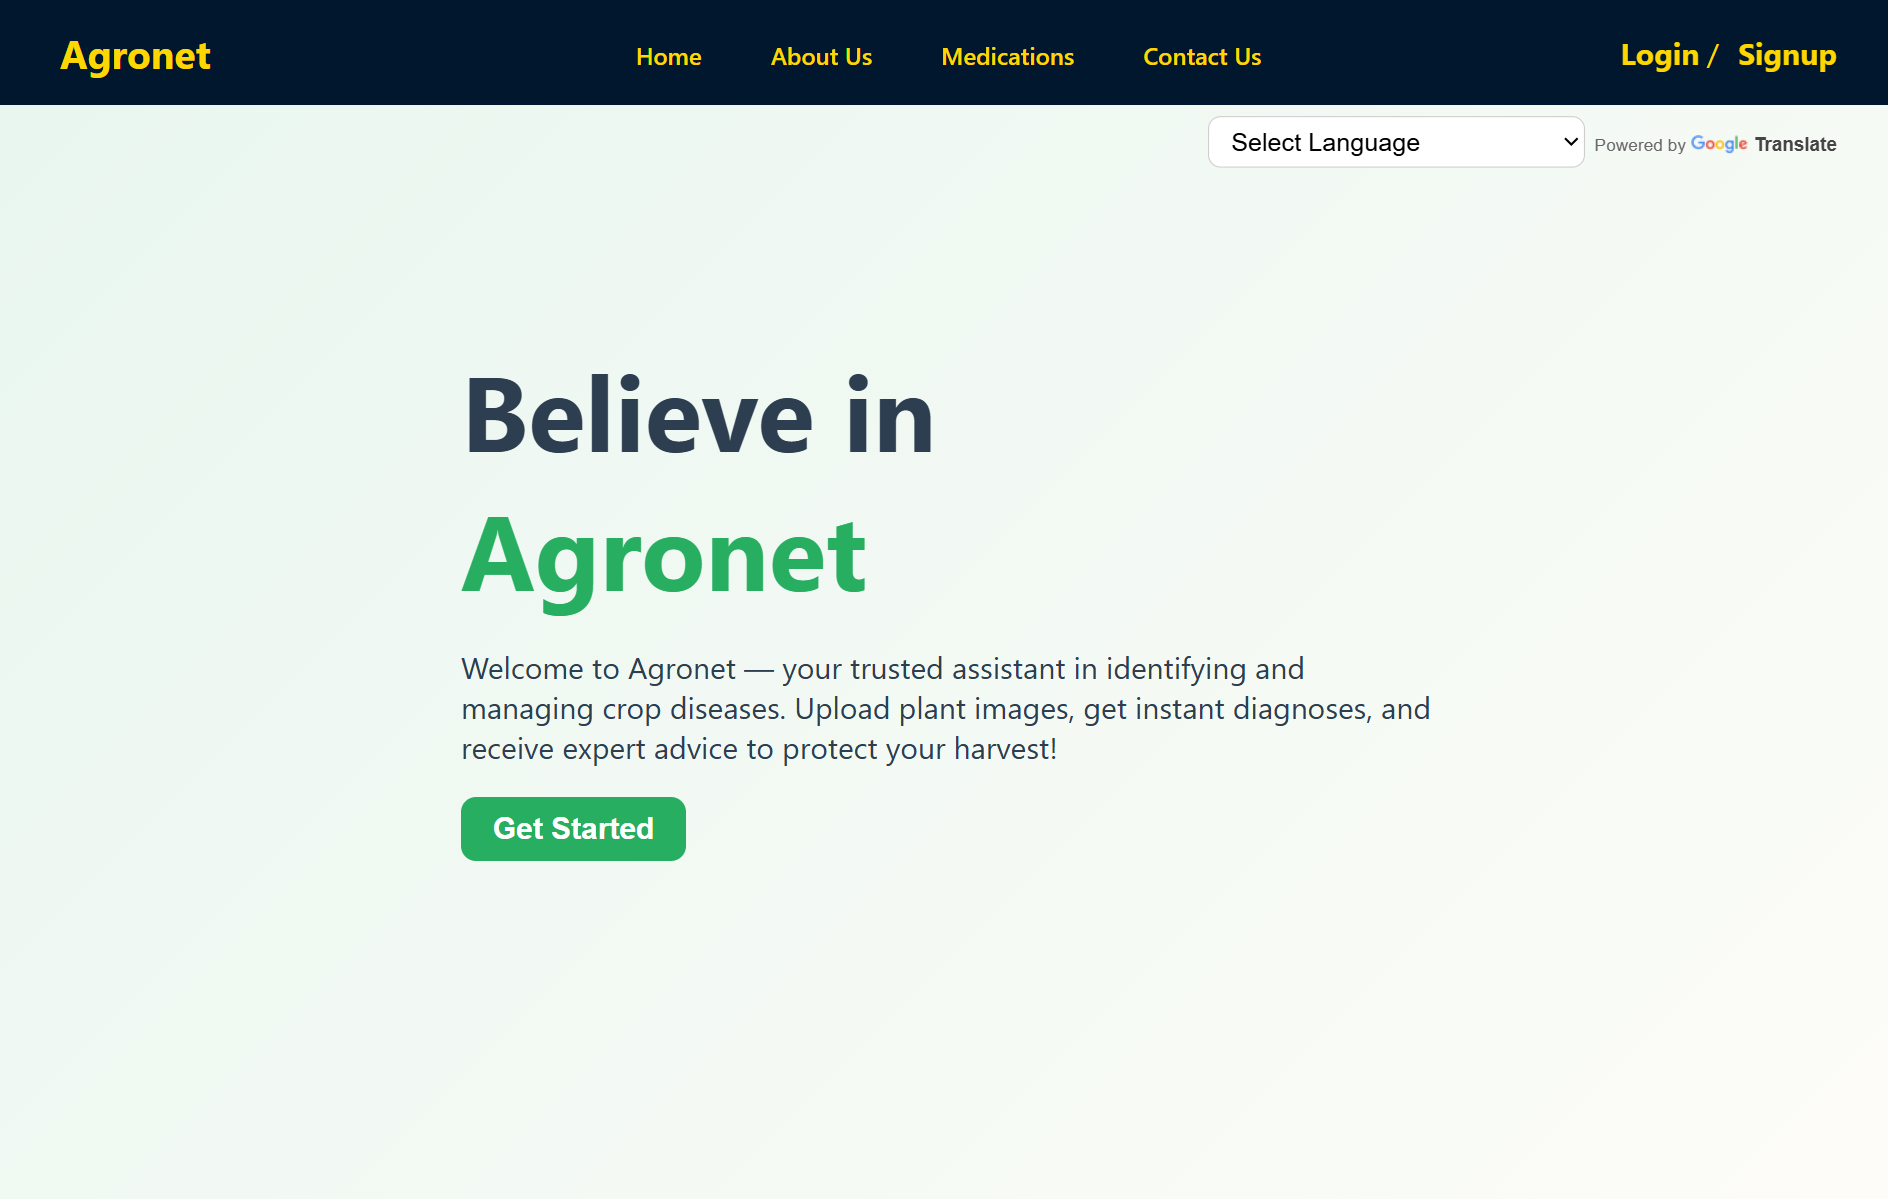 Agronet
Home
About Us
Medications
Contact Us
Login / Signup
Select Language
Powered by Google Translate
Believe in
Agronet
Welcome to Agronet — your trusted assistant in identifying and
managing crop diseases. Upload plant images, get instant diagnoses, and
receive expert advice to protect your harvest!
Get Started